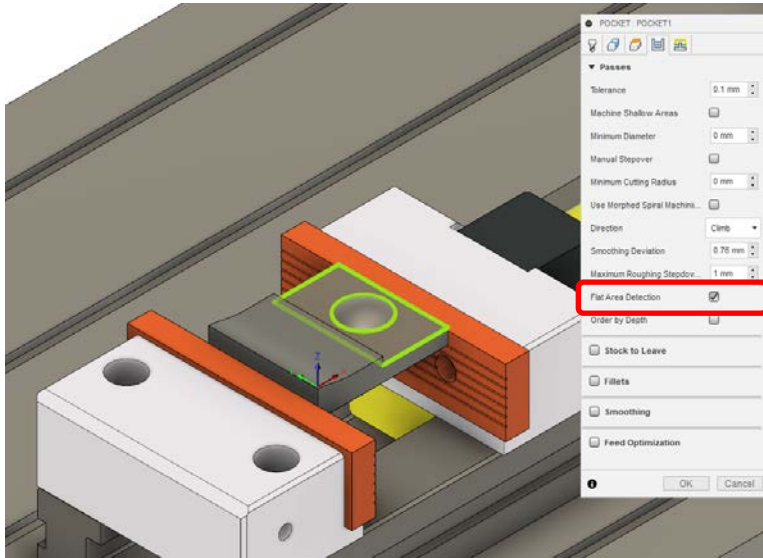 POCKET : POCKET1
▼ Passes
Tolerance 0.1 mm
Machine Shallow Areas
Minimum Diameter 0 mm
Manual Stepover
Minimum Cutting Radius 0 mm
Use Morphed Spiral Machini...
Direction Climb
Smoothing Deviation 0.76 mm
Maximum Roughing Stepdov... 1 mm
Flat Area Detection
Order by Depth
Stock to Leave
Fillets
Smoothing
Feed Optimization
OK Cancel
Z